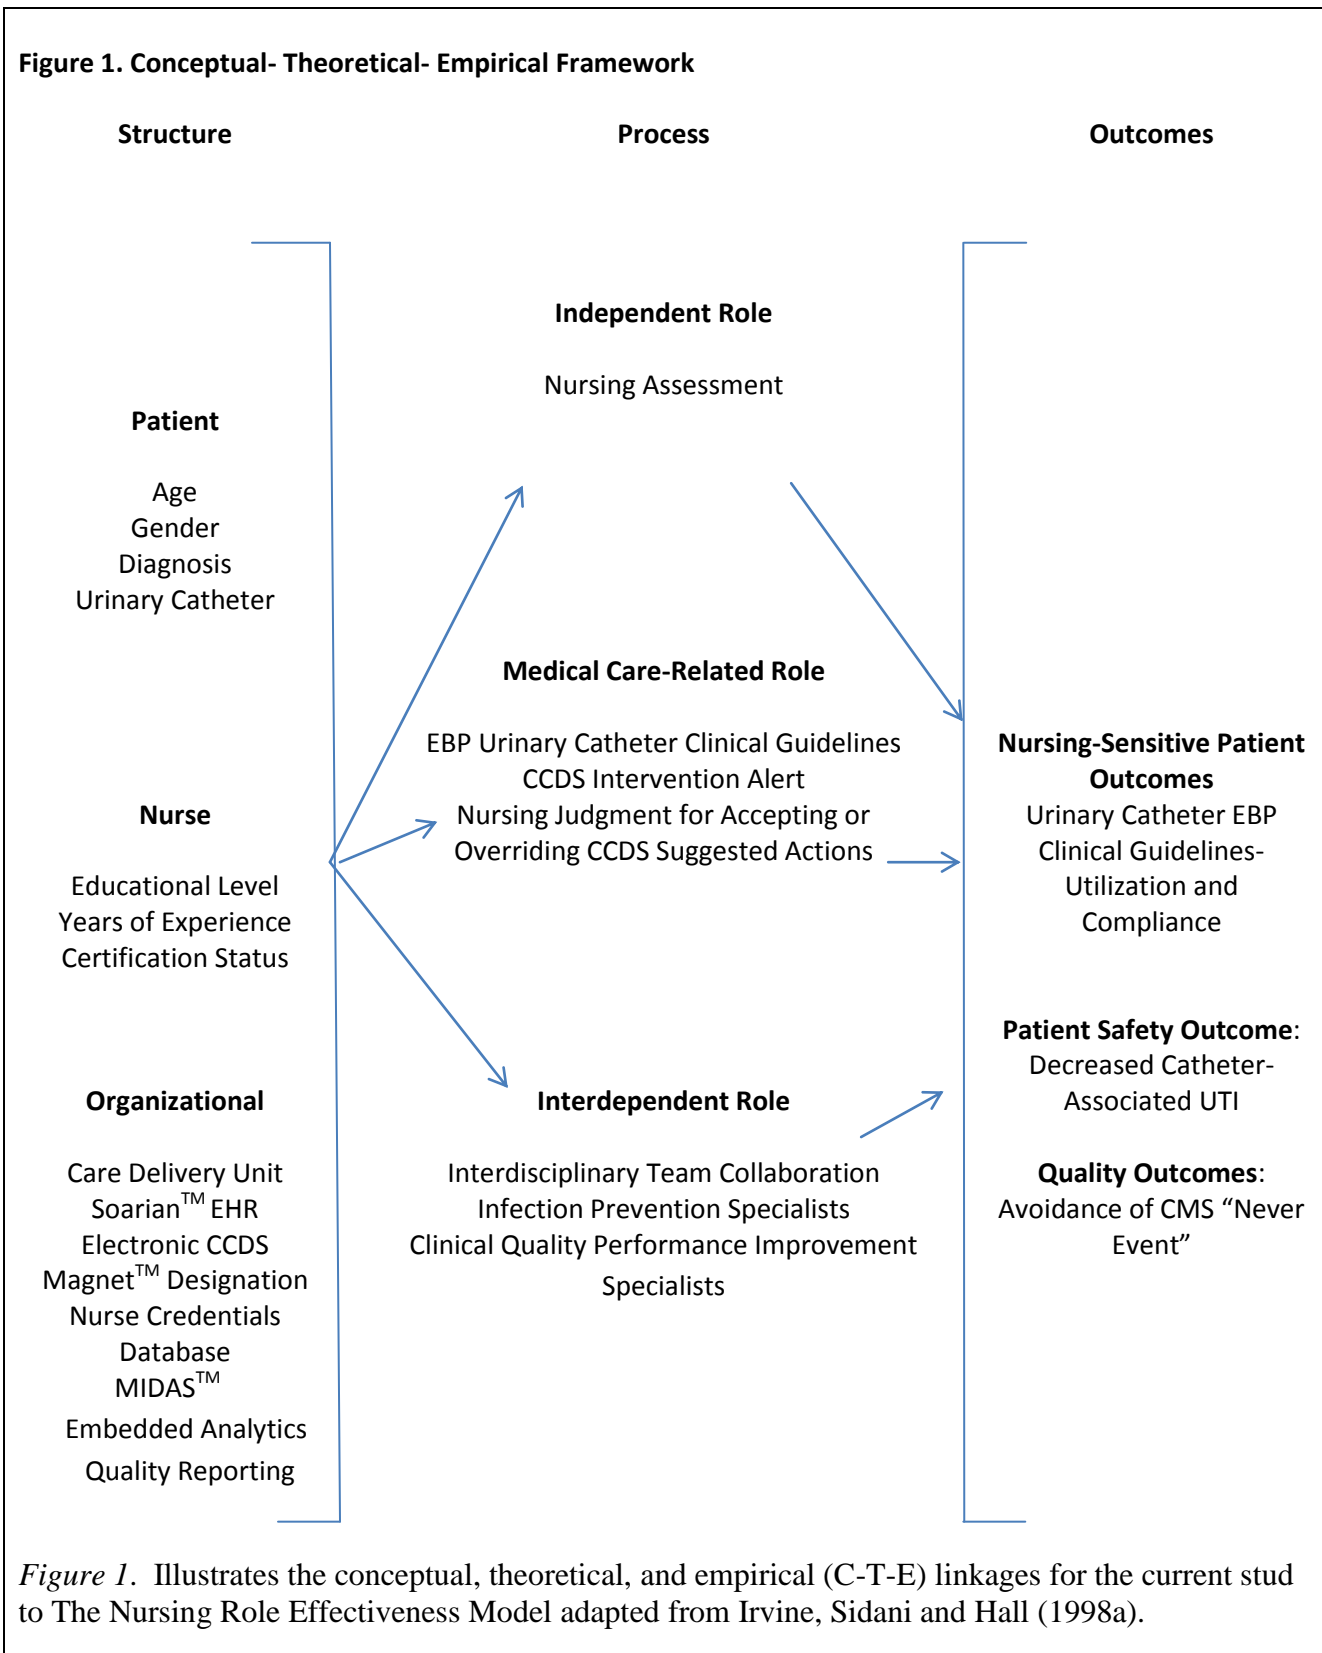 Figure 1. Conceptual- Theoretical- Empirical Framework
Structure
Process
Outcomes
Patient
Age
Gender
Diagnosis
Urinary Catheter
Nurse
Educational Level
Years of Experience
Certification Status
Organizational
Care Delivery Unit
Soarian™ EHR
Electronic CCDS
Magnet™ Designation
Nurse Credentials
Database
MIDAS™
Embedded Analytics
Quality Reporting
Independent Role
Nursing Assessment
Medical Care-Related Role
EBP Urinary Catheter Clinical Guidelines
CCDS Intervention Alert
Nursing Judgment for Accepting or
Overriding CCDS Suggested Actions
Interdependent Role
Interdisciplinary Team Collaboration
Infection Prevention Specialists
Clinical Quality Performance Improvement
Specialists
Nursing-Sensitive Patient
Outcomes
Urinary Catheter EBP
Clinical Guidelines-
Utilization and
Compliance
Patient Safety Outcome:
Decreased Catheter-
Associated UTI
Quality Outcomes:
Avoidance of CMS “Never
Event”
Figure 1. Illustrates the conceptual, theoretical, and empirical (C-T-E) linkages for the current stud
to The Nursing Role Effectiveness Model adapted from Irvine, Sidani and Hall (1998a).